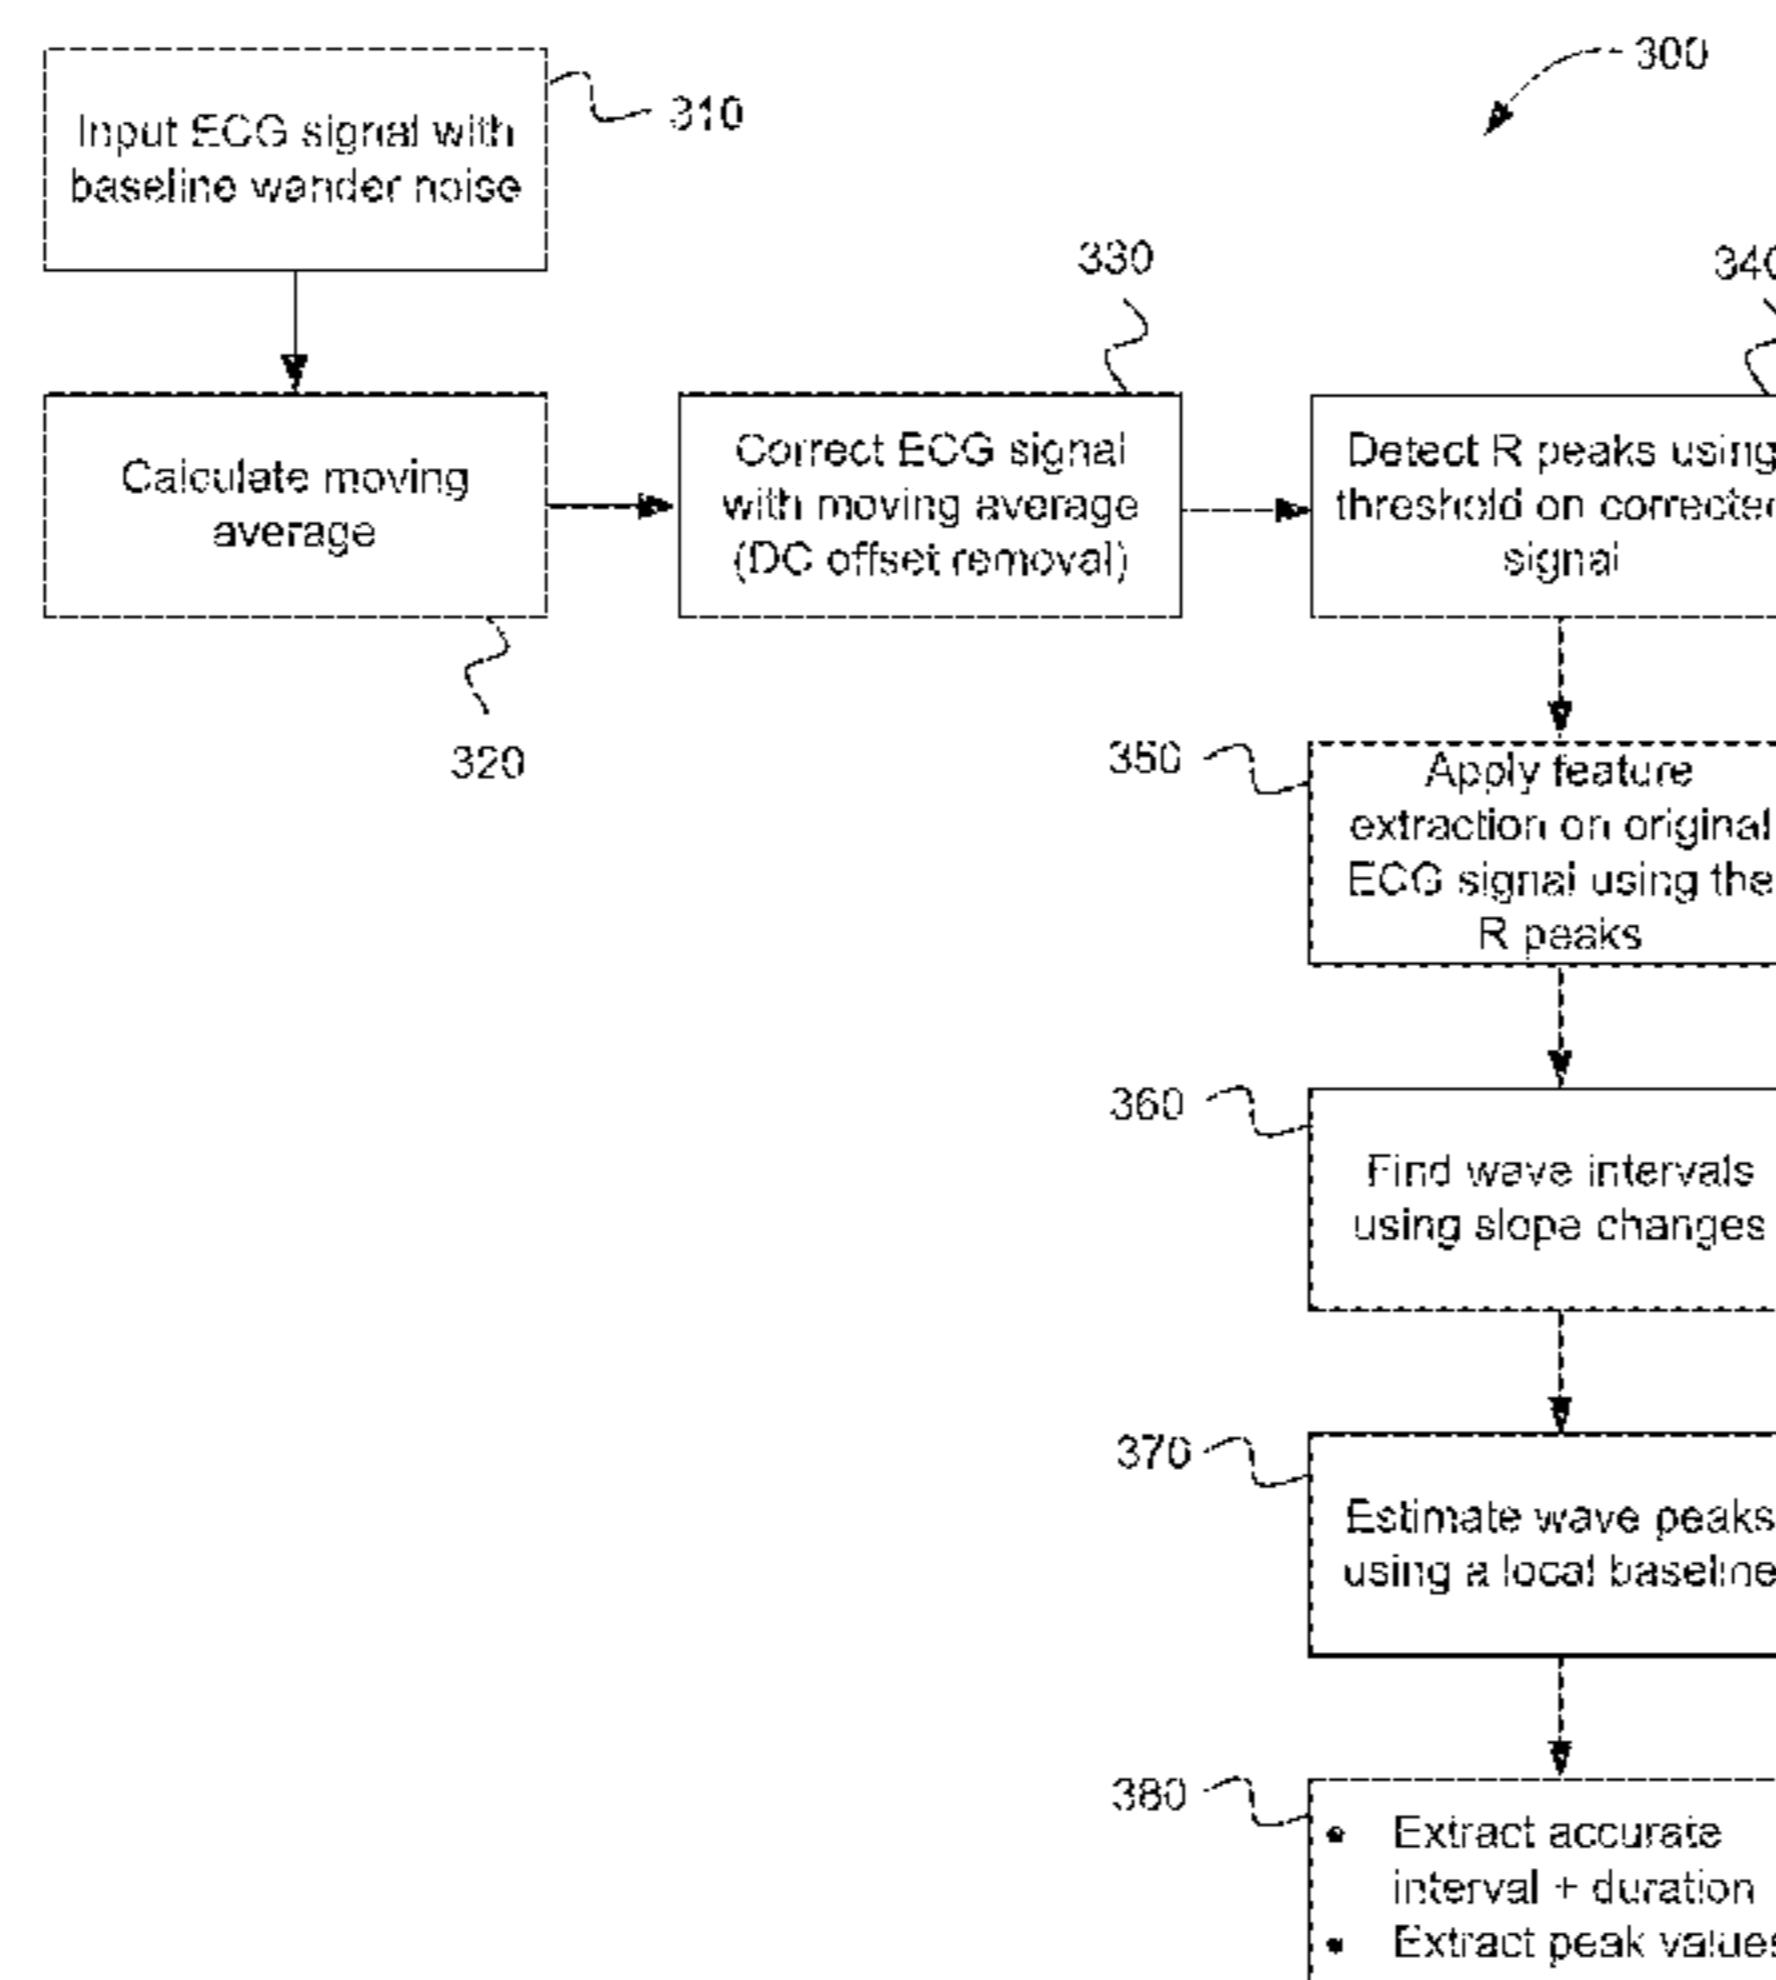 300
Input ECG signal with
baseline wander noise
310
Calculate moving
average
320
330
Correct ECG signal
with moving average
(DC offset removal)
340
Detect R peaks using
threshold on corrected
signal
350
Apply feature
extraction on original
ECG signal using the
R peaks
360
Find wave intervals
using slope changes
370
Estimate wave peaks
using a local baseline
380
• Extract accurate
interval + duration
• Extract peak values